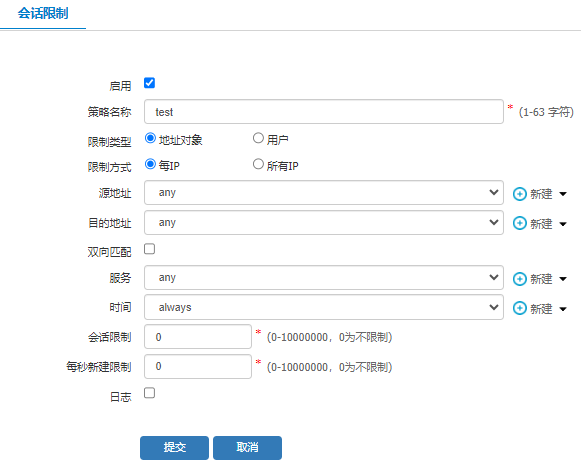 会话限制
启用
策略名称 test * (1-63 字符)
限制类型 地址对象 用户
限制方式 每IP 所有IP
源地址 any 新建
目的地址 any 新建
双向匹配
服务 any 新建
时间 always 新建
会话限制 0 * (0-10000000，0为不限制)
每秒新建限制 0 * (0-10000000，0为不限制)
日志
提交 取消